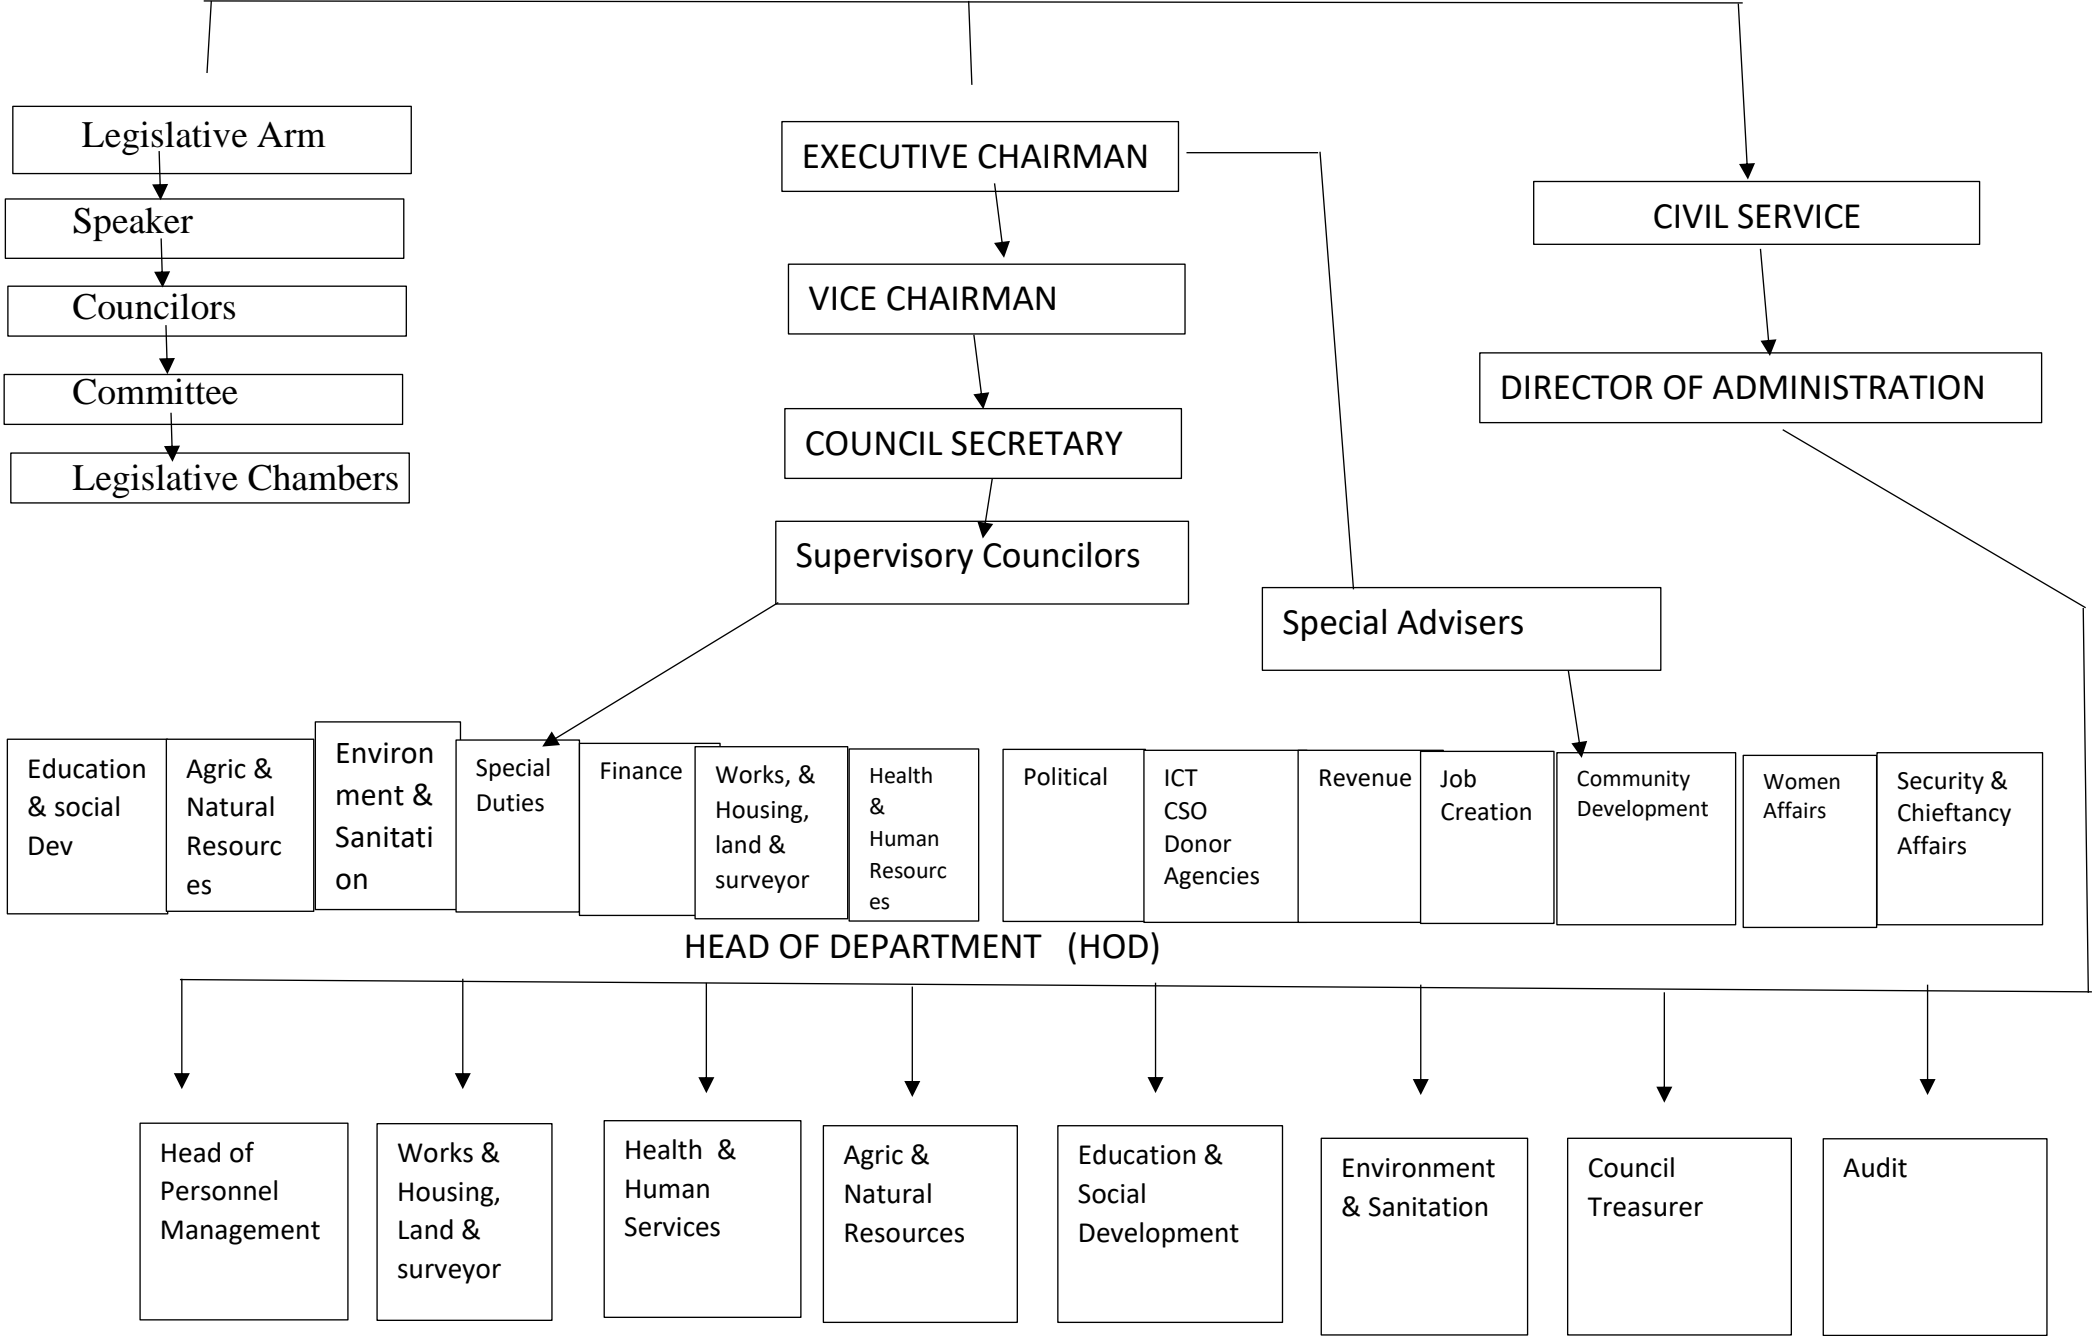 Legislative Arm
Speaker
Councilors
Committee
Legislative Chambers
EXECUTIVE CHAIRMAN
VICE CHAIRMAN
COUNCIL SECRETARY
Supervisory Councilors
Special Advisers
CIVIL SERVICE
DIRECTOR OF ADMINISTRATION
Education
& social
Dev
Agric &
Natural
Resourc
es
Environ
ment &
Sanitati
on
Special
Duties
Finance
Works, &
Housing,
land &
surveyor
Health
&
Human
Resourc
es
Political
ICT
CSO
Donor
Agencies
Revenue
Job
Creation
Community
Development
Women
Affairs
Security &
Chieftancy
Affairs
HEAD OF DEPARTMENT (HOD)
Head of
Personnel
Management
Works &
Housing,
Land &
surveyor
Health &
Human
Services
Agric &
Natural
Resources
Education &
Social
Development
Environment
& Sanitation
Council
Treasurer
Audit